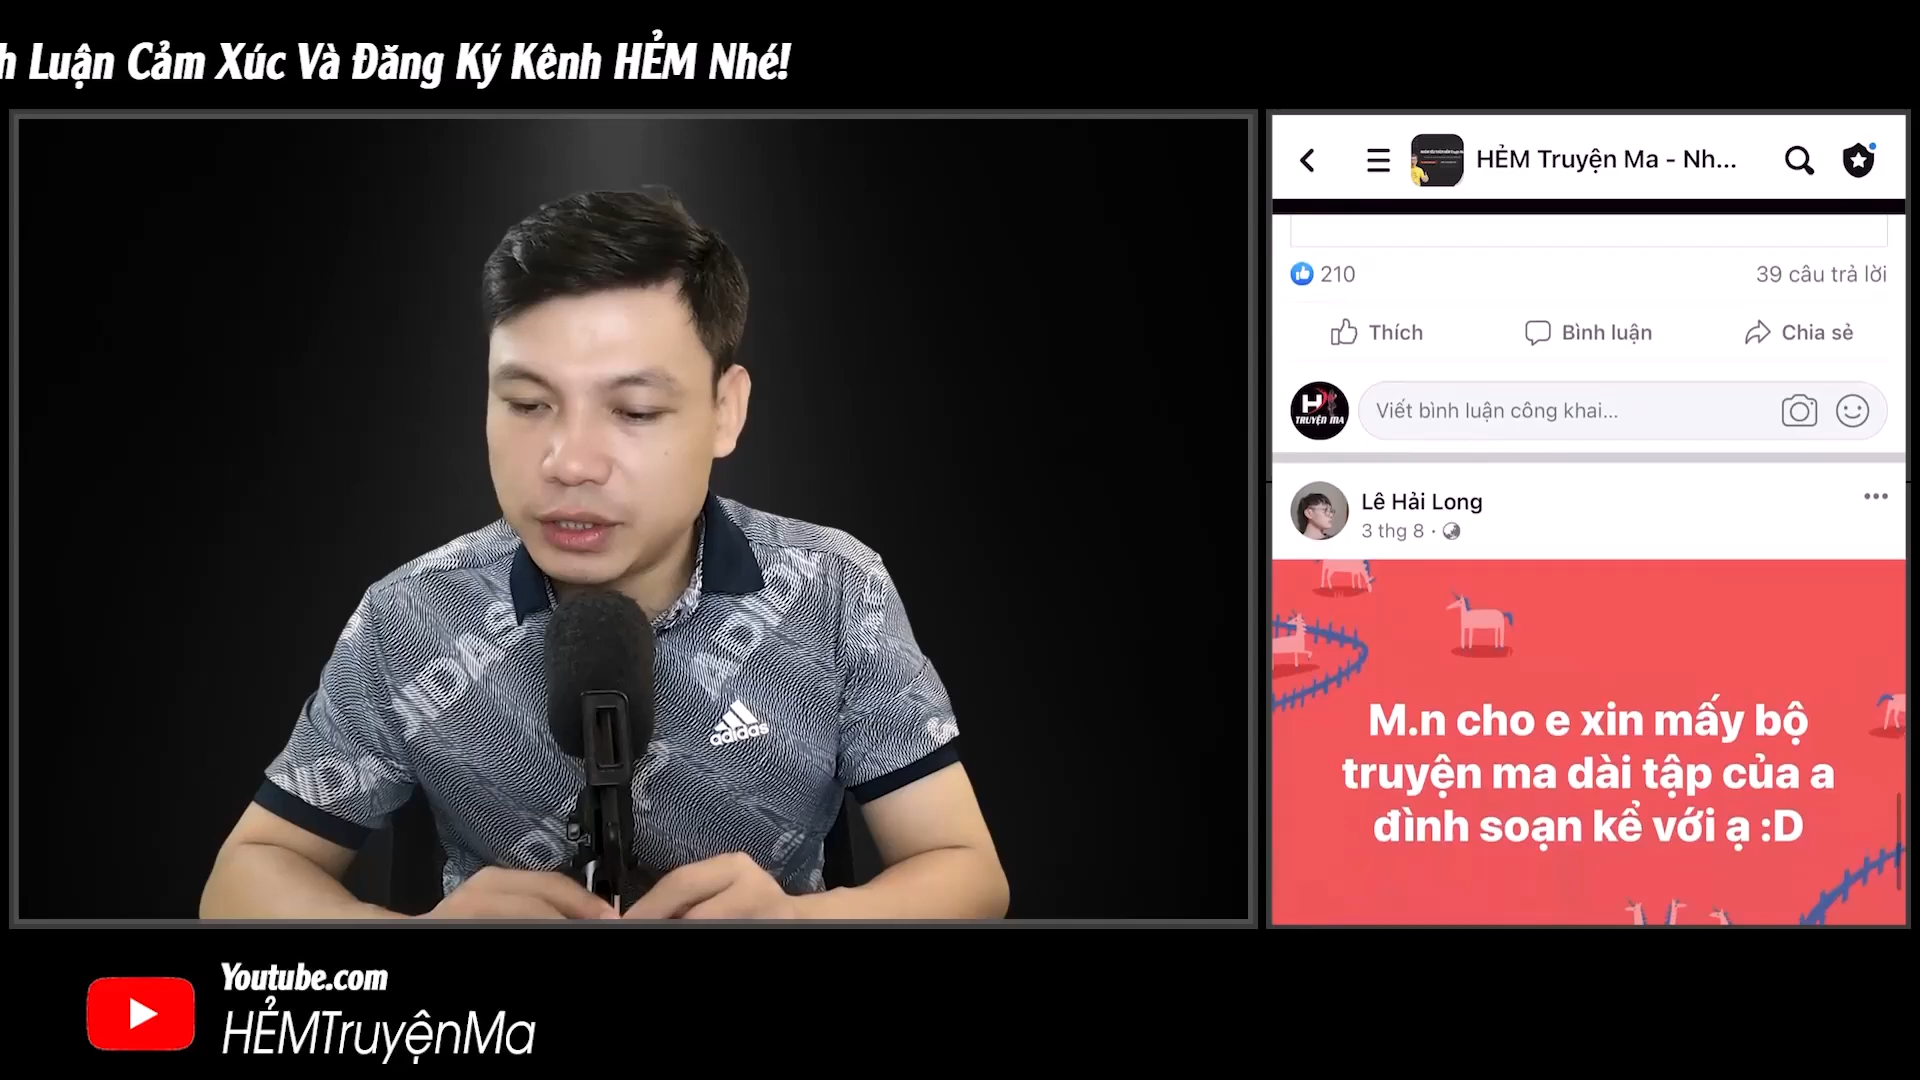 h Luận Cảm Xúc Và Đăng Ký Kênh HẺM Nhé!
HẺM Truyện Ma - Nh...
210
39 câu trả lời
Thích
Bình luận
Chia sẻ
H
TRUYỆN MA
Viết bình luận công khai...
Lê Hải Long
3 thg 8 ·
M.n cho e xin mấy bộ
truyện ma dài tập của a
đình soạn kể với ạ :D
adidas
Youtube.com
HẺMTruyệnMa